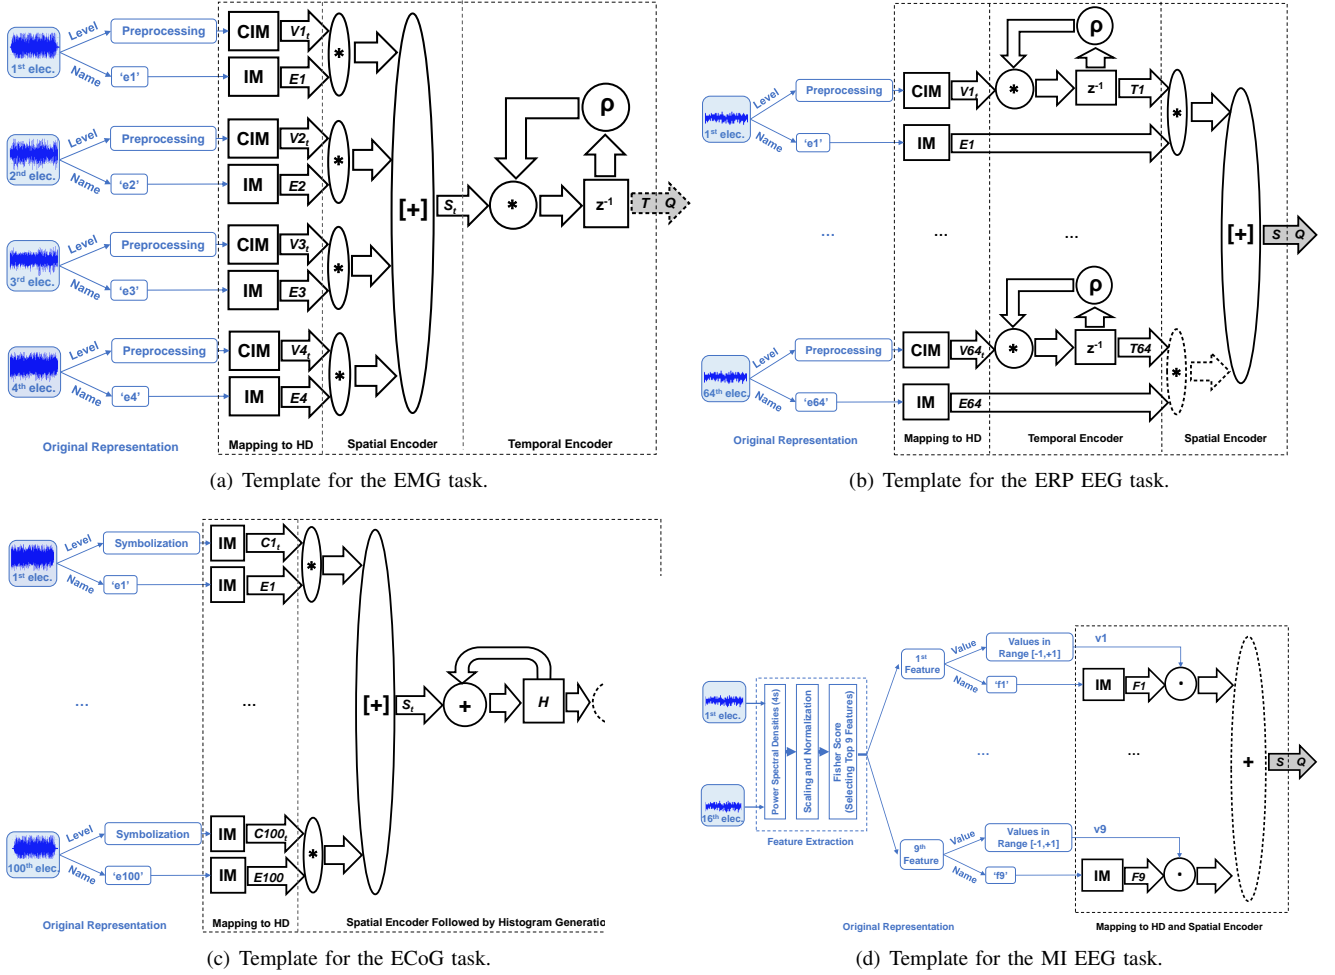 1st elec.
Level
Name
Preprocessing
'e1'
CIM
V1t
IM
E1
*
2nd elec.
Level
Name
Preprocessing
'e2'
CIM
V2t
IM
E2
*
3rd elec.
Level
Name
Preprocessing
'e3'
CIM
V3t
IM
E3
*
4th elec.
Level
Name
Preprocessing
'e4'
CIM
V4t
IM
E4
*
[+]
St
*
ρ
z-1
T Q
Original Representation
Mapping to HD
Spatial Encoder
Temporal Encoder
(a) Template for the EMG task.
1st elec.
Level
Name
Preprocessing
'e1'
CIM
V1t
*
ρ
z-1
T1
IM
E1
*
...
...
...
64th elec.
Level
Name
Preprocessing
'e64'
CIM
V64t
*
ρ
z-1
T64
IM
E64
*
[+]
S Q
Original Representation
Mapping to HD
Temporal Encoder
Spatial Encoder
(b) Template for the ERP EEG task.
1st elec.
Level
Name
Symbolization
'e1'
IM
C1t
IM
E1
*
...
...
100th elec.
Level
Name
Symbolization
'e100'
IM
C100t
IM
E100
*
[+]
St
+
H
Original Representation
Mapping to HD
Spatial Encoder Followed by Histogram Generatio
(c) Template for the ECoG task.
1st elec.
16th elec.
Power Spectral Densities (4s)
Scaling and Normalization
Fisher Score
(Selecting Top 9 Features)
Feature Extraction
1st
Feature
Value
Name
Values in
Range [-1,+1]
'f1'
v1
IM
F1
·
...
...
9th
Feature
Value
Name
Values in
Range [-1,+1]
'f9'
v9
IM
F9
·
+
S Q
Original Representation
Mapping to HD and Spatial Encoder
(d) Template for the MI EEG task.